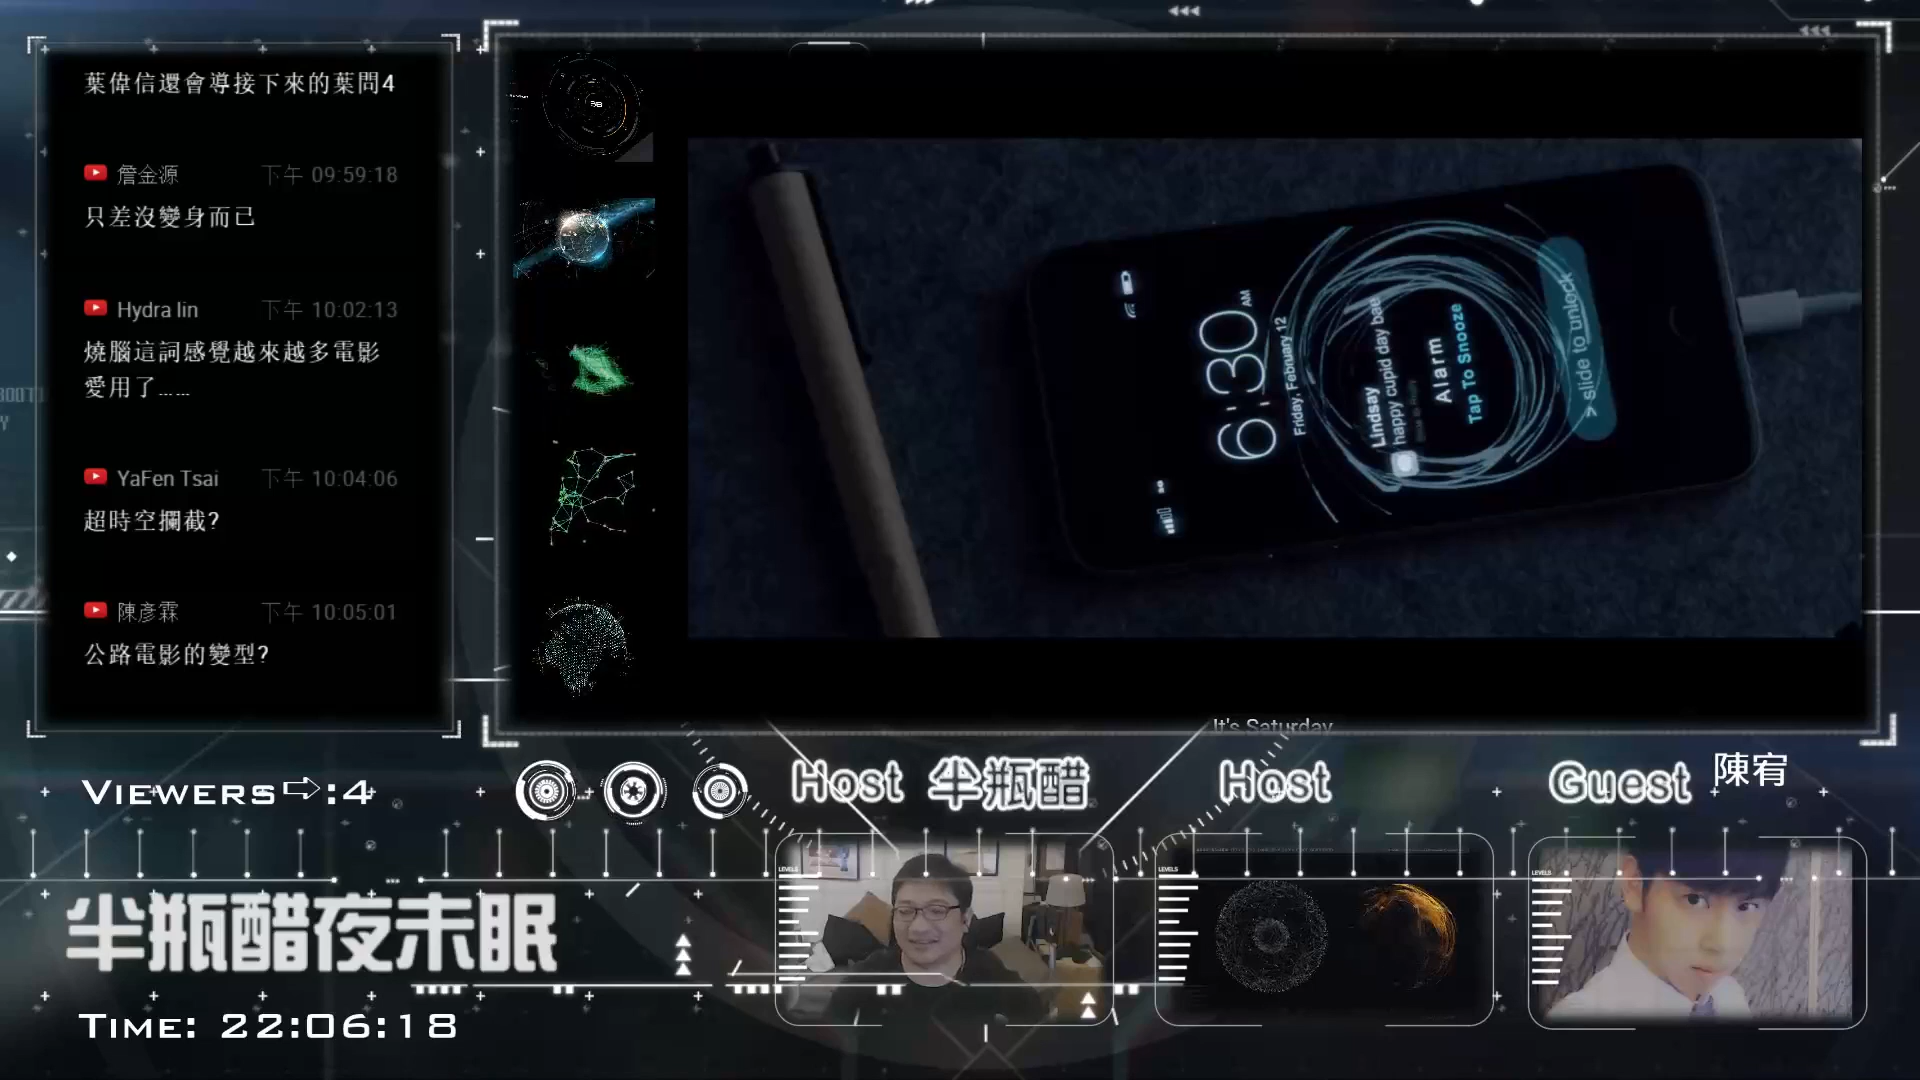 葉偉信還會導接下來的葉問4
詹金源 下午 09:59:18
只差沒變身而已
Hydra lin 下午 10:02:13
燒腦這詞感覺越來越多電影
愛用了……
YaFen Tsai 下午 10:04:06
超時空攔截?
陳彥霖 下午 10:05:01
公路電影的變型?
6:30 AM
Friday, February 12
Lindsay
happy cupid day babe
Alarm
Tap To Snooze
> slide to unlock
It's Saturday
VIEWERS⇨:4
Host 半瓶醋
Host
Guest 陳宥
LEVELS
LEVELS
LEVELS
半瓶醋夜未眠
TIME: 22:06:18